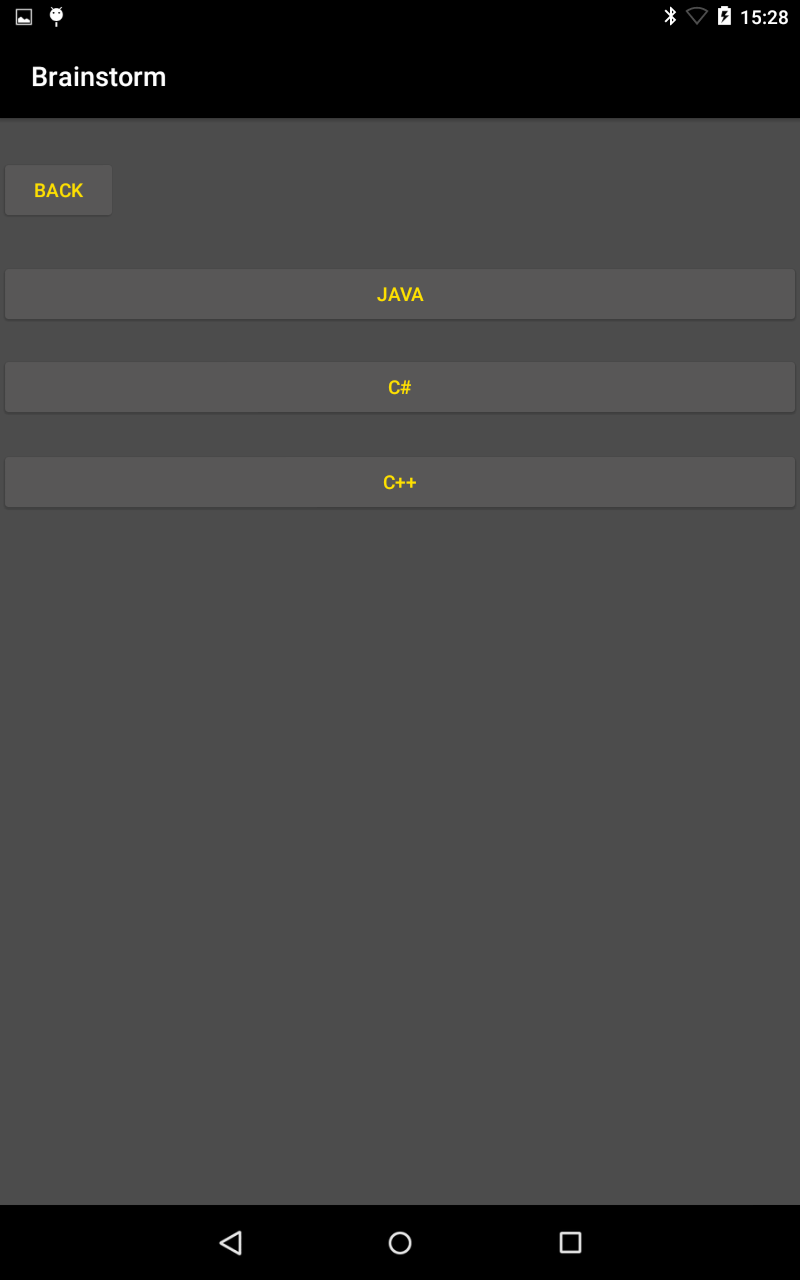 15:28
Brainstorm
BACK
JAVA
C#
C++